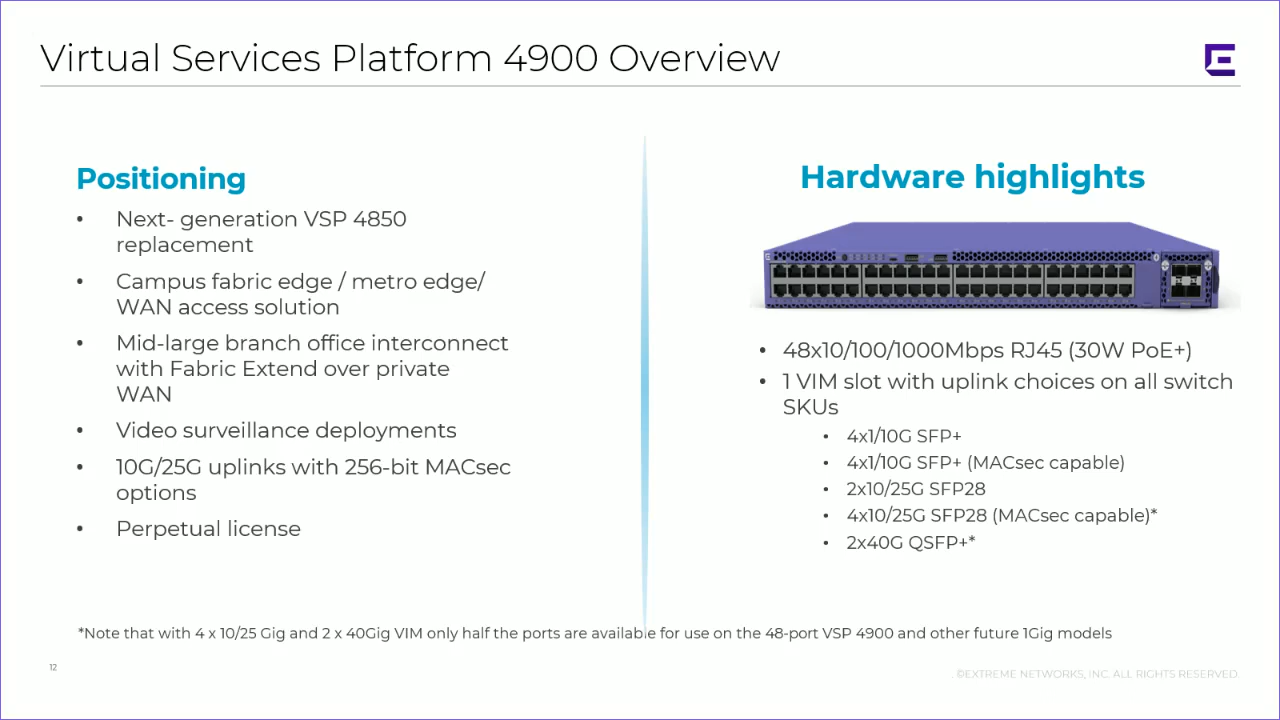 Virtual Services Platform 4900 Overview
Positioning
• Next- generation VSP 4850
replacement
• Campus fabric edge / metro edge/
WAN access solution
• Mid-large branch office interconnect
with Fabric Extend over private
WAN
• Video surveillance deployments
• 10G/25G uplinks with 256-bit MACsec
options
• Perpetual license
Hardware highlights
• 48x10/100/1000Mbps RJ45 (30W PoE+)
• 1 VIM slot with uplink choices on all switch
SKUs
• 4x1/10G SFP+
• 4x1/10G SFP+ (MACsec capable)
• 2x10/25G SFP28
• 4x10/25G SFP28 (MACsec capable)*
• 2x40G QSFP+*
*Note that with 4 x 10/25 Gig and 2 x 40Gig VIM only half the ports are available for use on the 48-port VSP 4900 and other future 1Gig models
12
©EXTREME NETWORKS, INC. ALL RIGHTS RESERVED.